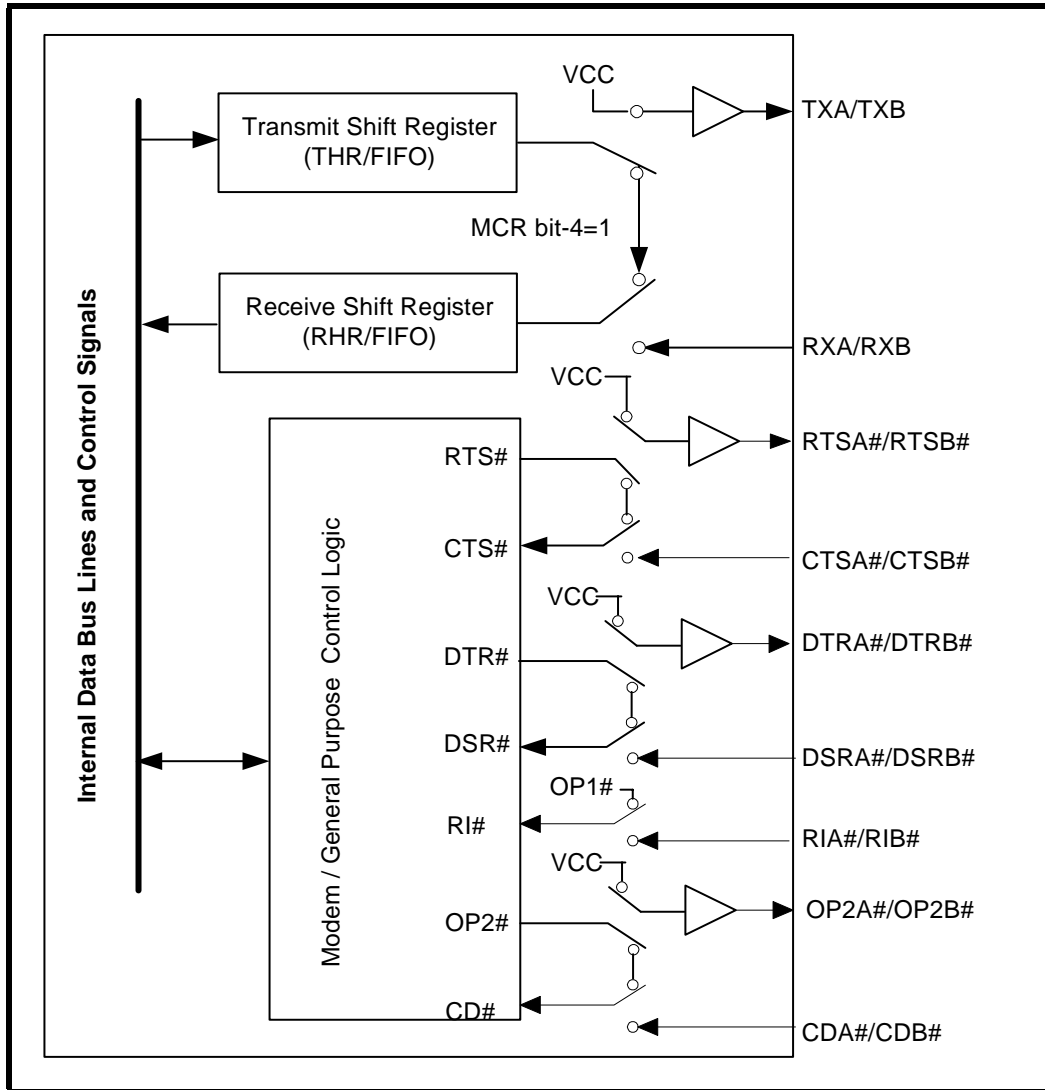 VCC
TXA/TXB
Transmit Shift Register
(THR/FIFO)
MCR bit-4=1
Receive Shift Register
(RHR/FIFO)
RXA/RXB
VCC
RTSA#/RTSB#
RTS#
CTS#
CTSA#/CTSB#
VCC
DTRA#/DTRB#
DTR#
DSR#
DSRA#/DSRB#
OP1#
RI#
RIA#/RIB#
VCC
OP2A#/OP2B#
OP2#
CD#
CDA#/CDB#
Internal Data Bus Lines and Control Signals
Modem / General Purpose Control Logic